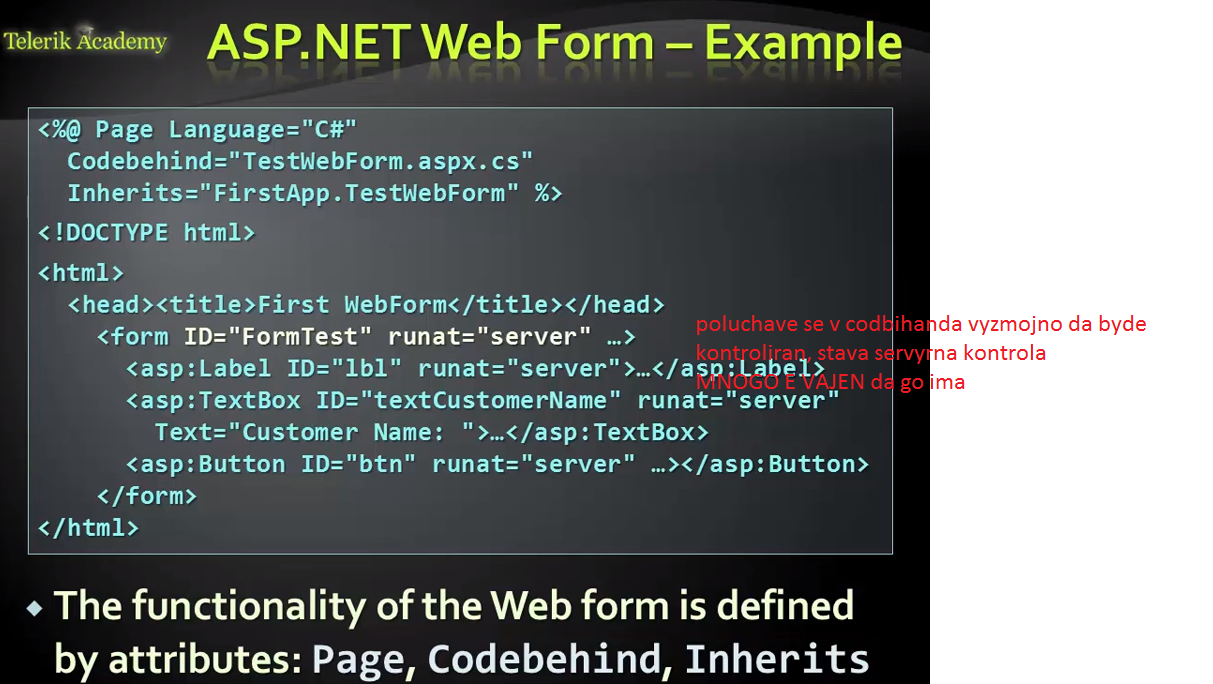 Telerik Academy
ASP.NET Web Form – Example
<%@ Page Language="C#"
Codebehind="TestWebForm.aspx.cs"
Inherits="FirstApp.TestWebForm" %>
<!DOCTYPE html>
<html>
<head><title>First WebForm</title></head>
<form ID="FormTest" runat="server" …>
<asp:Label ID="lbl" runat="server">…</asp:Label>
<asp:TextBox ID="textCustomerName" runat="server"
Text="Customer Name: ">…</asp:TextBox>
<asp:Button ID="btn" runat="server" …></asp:Button>
</form>
</html>
poluchave se v codbihanda vyzmojno da byde
kontroliran, stava servyrna kontrola
MNOGO E VAJEN da go ima
The functionality of the Web form is defined
by attributes: Page, Codebehind, Inherits